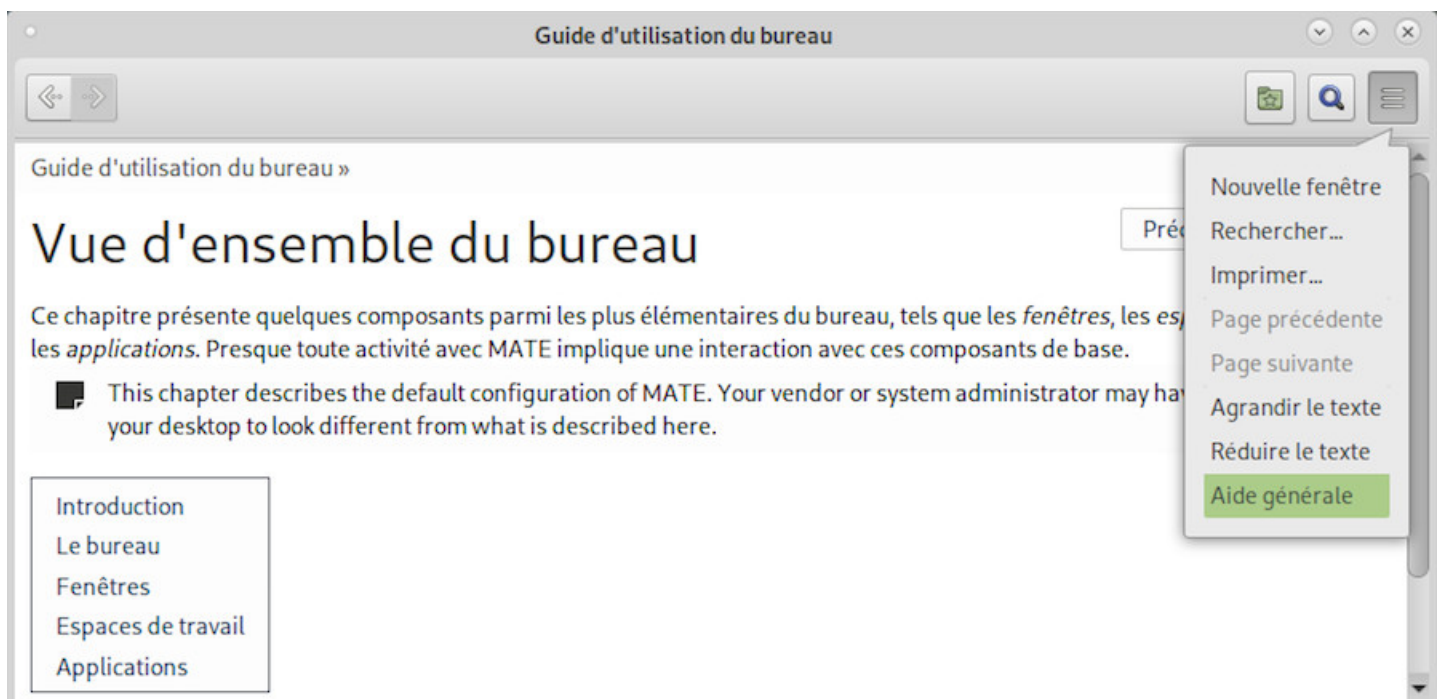 Guide d'utilisation du bureau
Guide d'utilisation du bureau »
Vue d'ensemble du bureau
Ce chapitre présente quelques composants parmi les plus élémentaires du bureau, tels que les fenêtres, les
les applications. Presque toute activité avec MATE implique une interaction avec ces composants de base.
This chapter describes the default configuration of MATE. Your vendor or system administrator may
your desktop to look different from what is described here.
Introduction
Le bureau
Fenêtres
Espaces de travail
Applications
Nouvelle fenêtre
Rechercher...
Imprimer...
Page précédente
Page suivante
Agrandir le texte
Réduire le texte
Aide générale